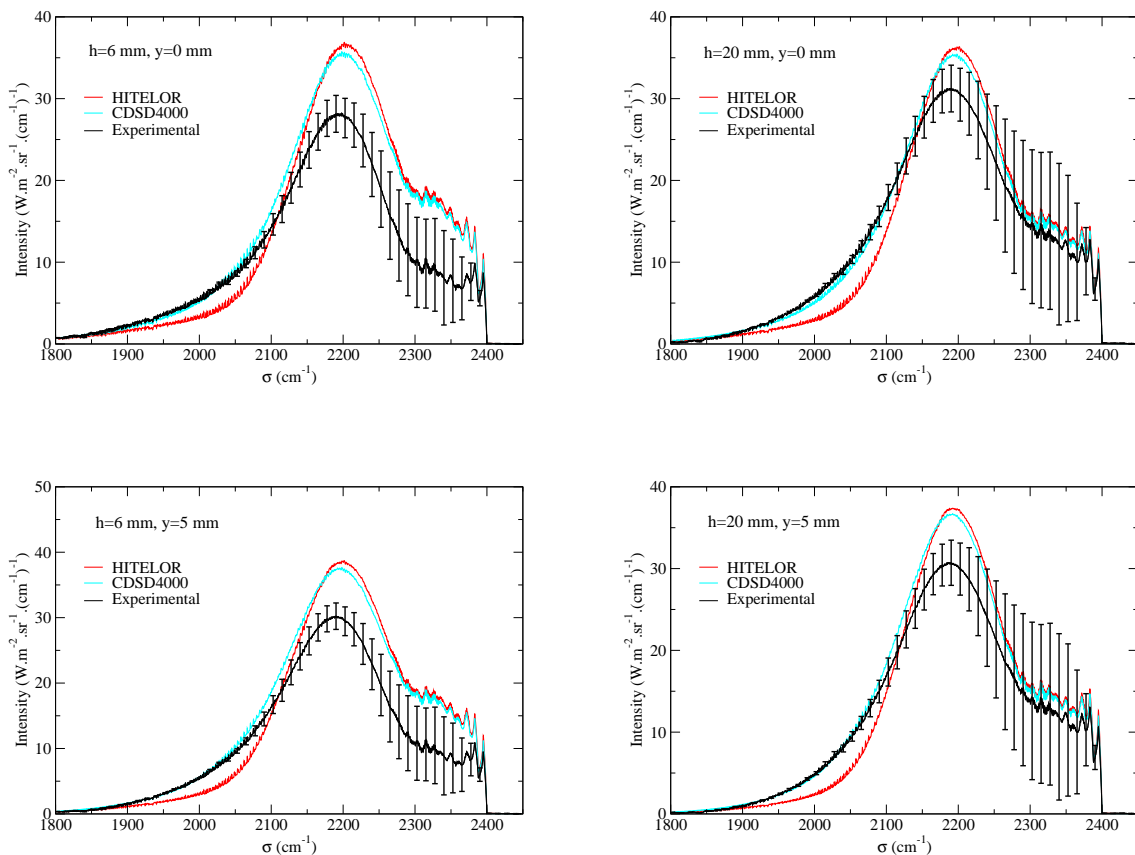 h=6 mm, y=0 mm
HITELOR
CDSD4000
Experimental
Intensity (W.m-2.sr-1.(cm-1)-1)
40
30
20
10
0
1800 1900 2000 2100 2200 2300 2400
σ (cm-1)
h=20 mm, y=0 mm
HITELOR
CDSD4000
Experimental
Intensity (W.m-2.sr-1.(cm-1)-1)
40
30
20
10
0
1800 1900 2000 2100 2200 2300 2400
σ (cm-1)
h=6 mm, y=5 mm
HITELOR
CDSD4000
Experimental
Intensity (W.m-2.sr-1.(cm-1)-1)
50
40
30
20
10
0
1800 1900 2000 2100 2200 2300 2400
σ (cm-1)
h=20 mm, y=5 mm
HITELOR
CDSD4000
Experimental
Intensity (W.m-2.sr-1.(cm-1)-1)
40
30
20
10
0
1800 1900 2000 2100 2200 2300 2400
σ (cm-1)